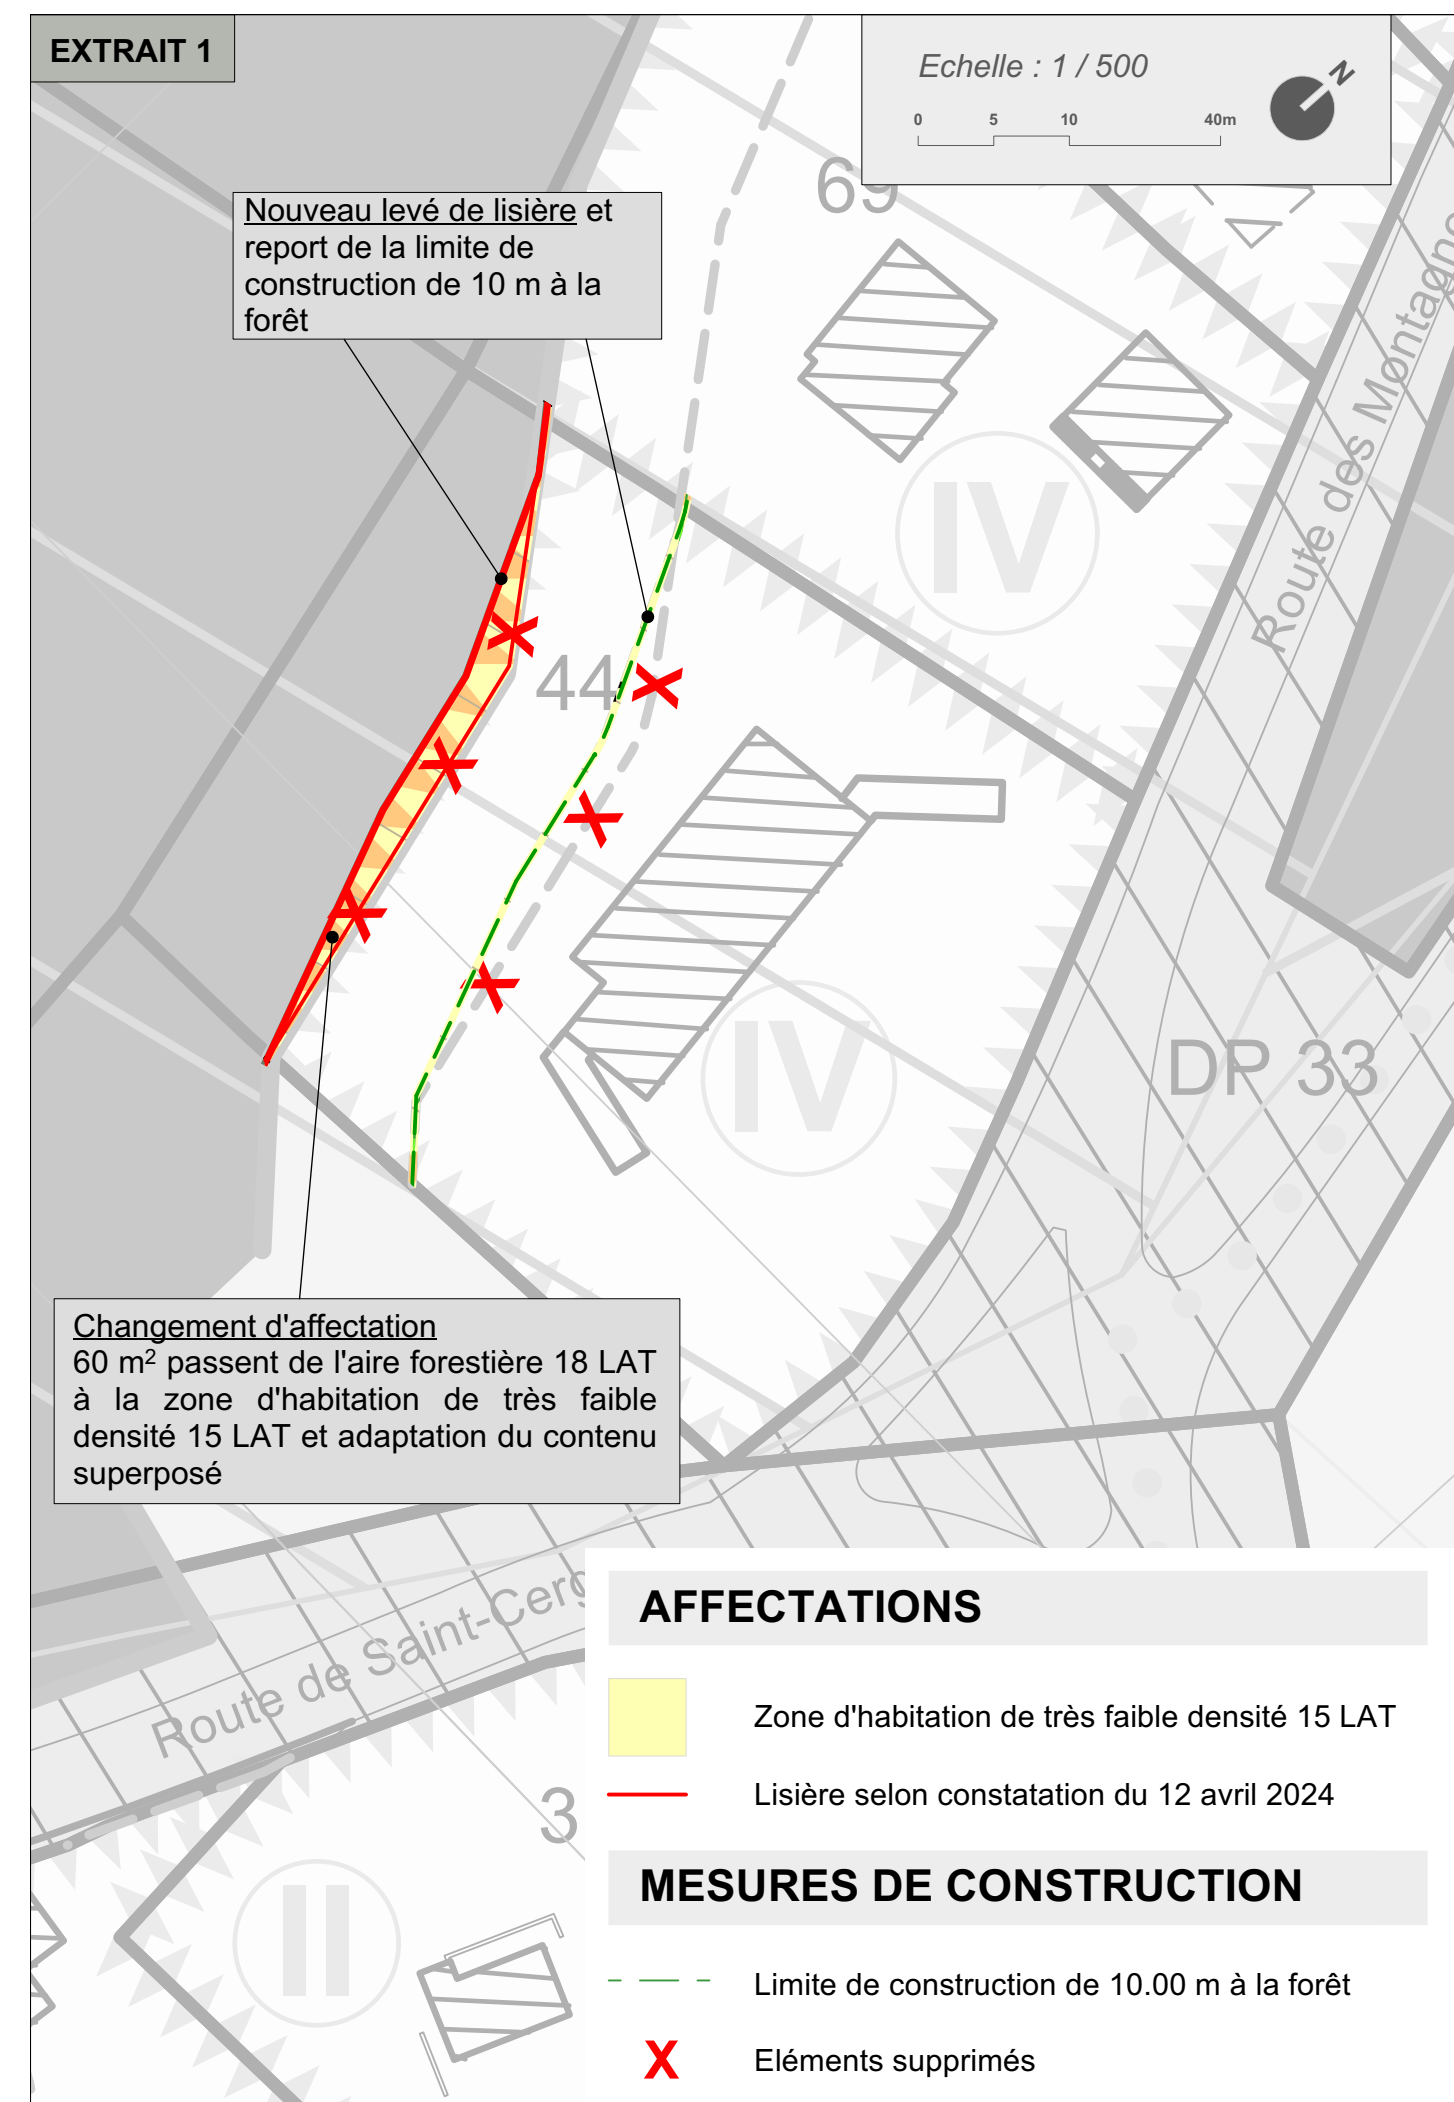 EXTRAIT 1
Echelle : 1 / 500
N
0 5 10 40m
69
Nouveau levé de lisière et
report de la limite de
construction de 10 m à la
forêt
IV
Route des
44
IV
DP 33
Changement d'affectation
60 m² passent de l'aire forestière 18 LAT
à la zone d'habitation de très faible
densité 15 LAT et adaptation du contenu
superposé
Route de Saint-Cerg
3
II
AFFECTATIONS
Zone d'habitation de très faible densité 15 LAT
Lisière selon constatation du 12 avril 2024
MESURES DE CONSTRUCTION
Limite de construction de 10.00 m à la forêt
X Eléments supprimés